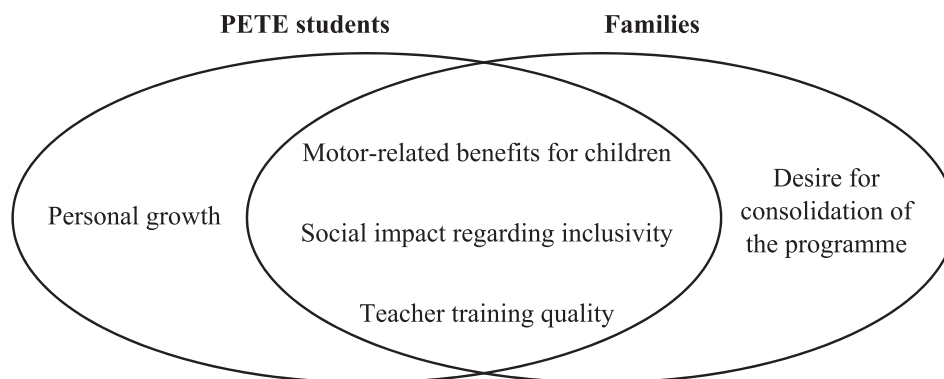 PETE students
Families
Motor-related benefits for children
Personal growth
Social impact regarding inclusivity
Desire for
consolidation of
the programme
Teacher training quality